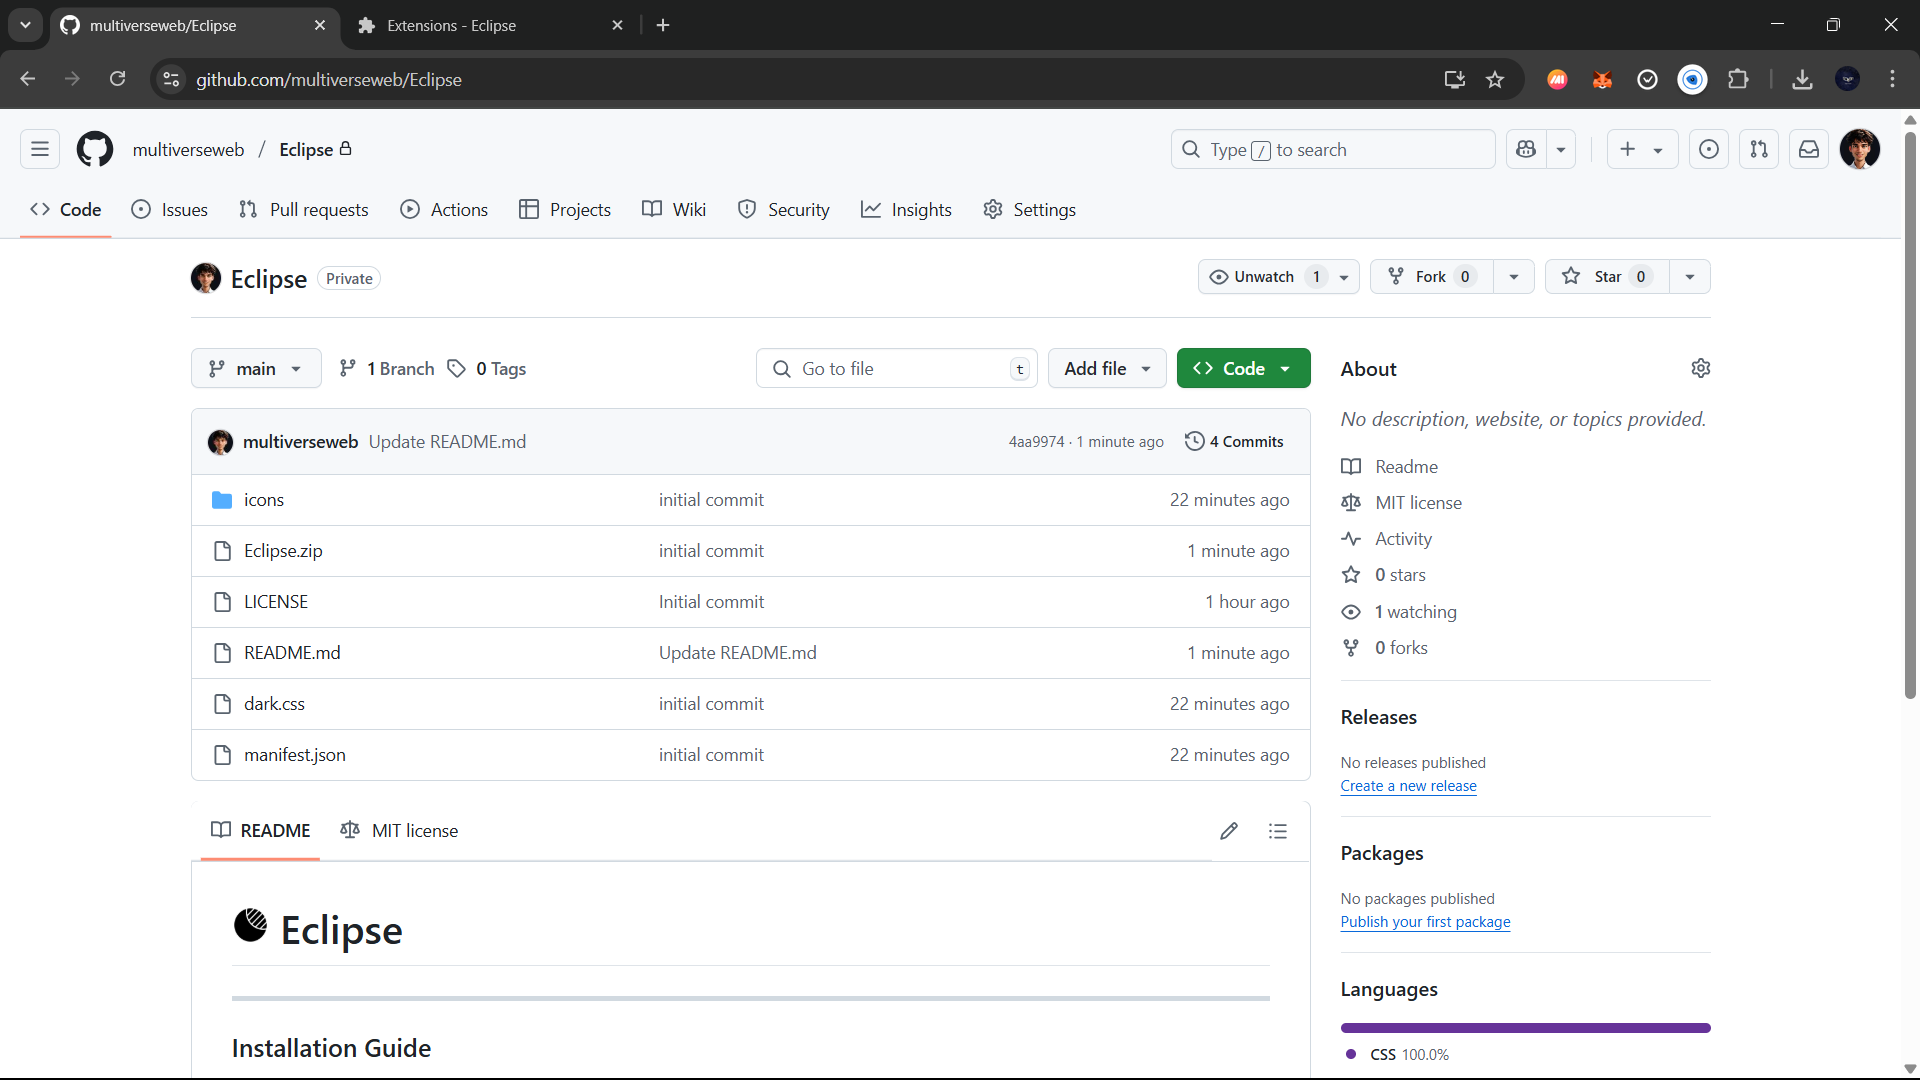 multiverseweb/Eclipse
Extensions - Eclipse
github.com/multiverseweb/Eclipse
multiverseweb / Eclipse
Type / to search
Code
Issues
Pull requests
Actions
Projects
Wiki
Security
Insights
Settings
Eclipse Private
Unwatch 1
Fork 0
Star 0
main
1 Branch
0 Tags
Go to file t
Add file
Code
multiverseweb Update README.md 4aa9974 · 1 minute ago 4 Commits
icons initial commit 22 minutes ago
Eclipse.zip initial commit 1 minute ago
LICENSE Initial commit 1 hour ago
README.md Update README.md 1 minute ago
dark.css initial commit 22 minutes ago
manifest.json initial commit 22 minutes ago
README
MIT license
Eclipse
Installation Guide
About
No description, website, or topics provided.
Readme
MIT license
Activity
0 stars
1 watching
0 forks
Releases
No releases published
Create a new release
Packages
No packages published
Publish your first package
Languages
CSS 100.0%